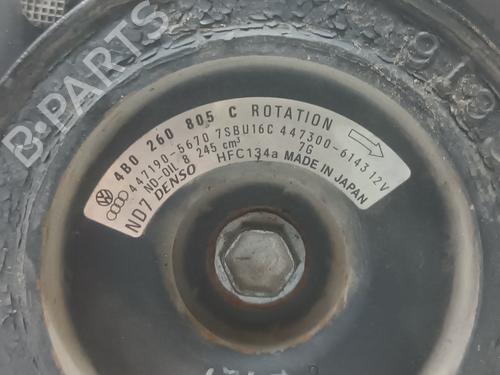 B-PARTS
4B0 260 805 C ROTATION
447190-5670 7SBU16C 447300-6143 12V
ND-OIL 8 245 cm³ 7G
ND7 DENSO HFC134a MADE IN JAPAN